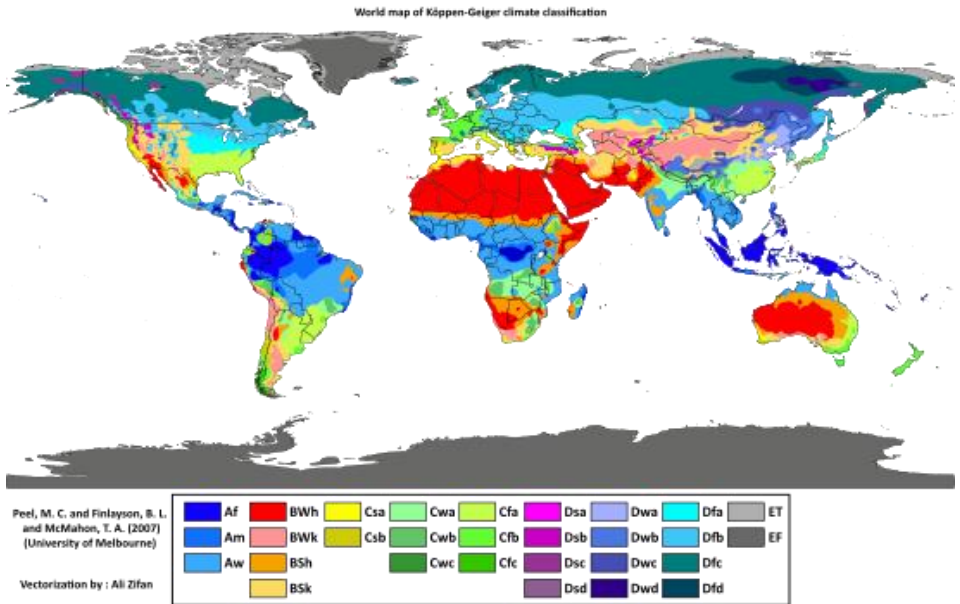 World map of Köppen-Geiger climate classification
Peel, M. C. and Finlayson, B. L.
and McMahon, T. A. (2007)
(University of Melbourne)
Vectorization by : Ali Zifan
Af BWh Csa Cwa Cfa Dsa Dwa Dfa ET
Am BWk Csb Cwb Cfb Dsb Dwb Dfb EF
Aw BSh Cwc Cfc Dsc Dwc Dfc
BSk Dsd Dwd Dfd